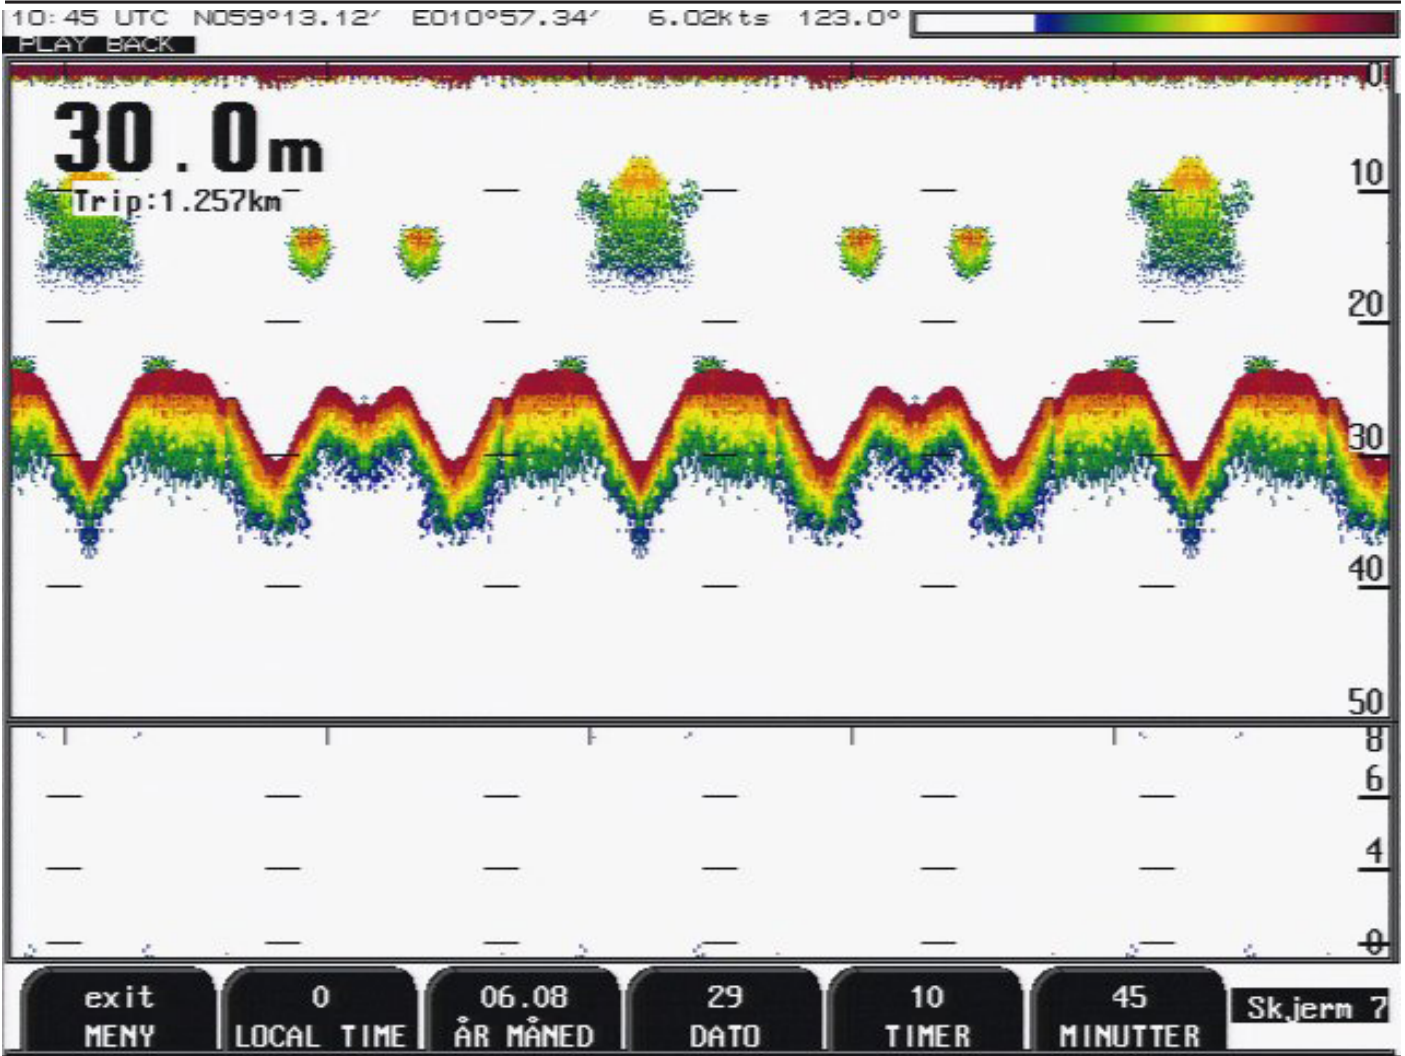 10:45 UTC N059°13.12′ E010°57.34′ 6.02kts 123.0°
PLAY BACK
0
30.0m
Trip:1.257km
10
20
30
40
50
8
6
4
0
exit 0 06.08 29 10 45
MENY LOCAL TIME ÅR MÅNED DATO TIMER MINUTTER
Skjerm 7